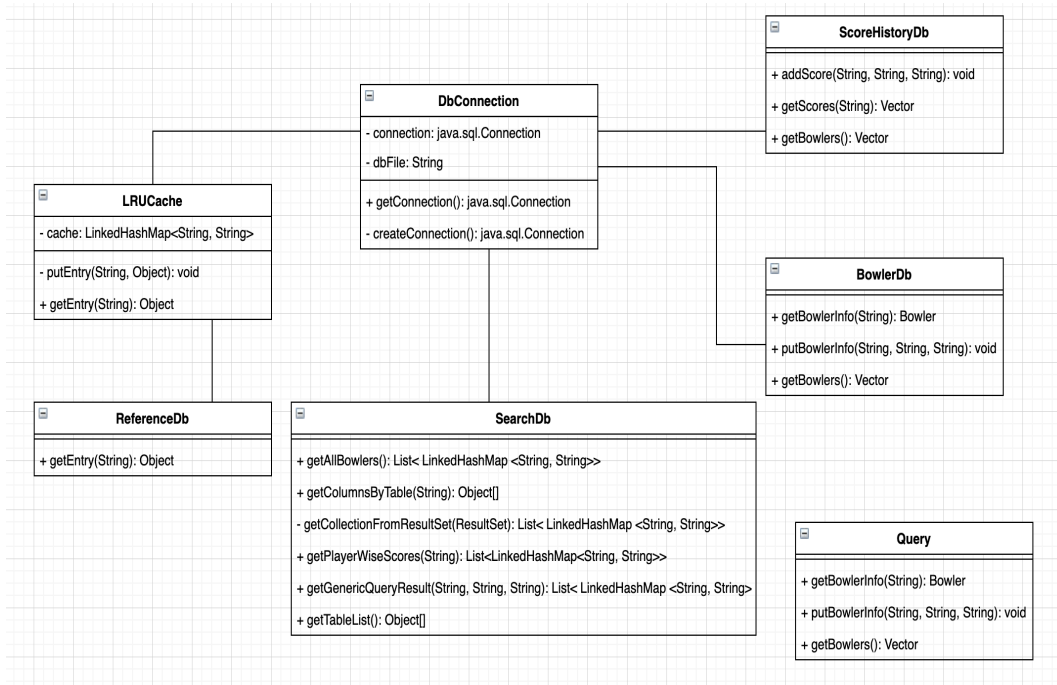 ScoreHistoryDb
+ addScore(String, String, String): void
+ getScores(String): Vector
+ getBowlers(): Vector
DbConnection
- connection: java.sql.Connection
- dbFile: String
+ getConnection(): java.sql.Connection
- createConnection(): java.sql.Connection
LRUCache
- cache: LinkedHashMap<String, String>
- putEntry(String, Object): void
+ getEntry(String): Object
BowlerDb
+ getBowlerInfo(String): Bowler
+ putBowlerInfo(String, String, String): void
+ getBowlers(): Vector
ReferenceDb
+ getEntry(String): Object
SearchDb
+ getAllBowlers(): List< LinkedHashMap <String, String>>
+ getColumnsByTable(String): Object[]
- getCollectionFromResultSet(ResultSet): List< LinkedHashMap <String, String>>
+ getPlayerWiseScores(String): List<LinkedHashMap<String, String>>
+ getGenericQueryResult(String, String, String): List< LinkedHashMap <String, String>
+ getTableList(): Object[]
Query
+ getBowlerInfo(String): Bowler
+ putBowlerInfo(String, String, String): void
+ getBowlers(): Vector